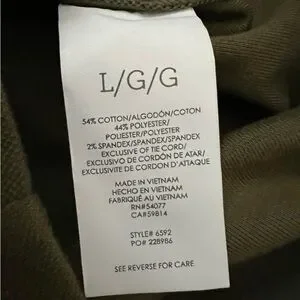 L/G/G
54% COTTON/ALGODÓN/COTON
44% POLYESTER/
POLIESTER/POLYESTER
2% SPANDEX/SPANDEX/SPANDEX
EXCLUSIVE OF TIE CORD/
EXCLUSIVO DE CORDÓN DE ATAR/
EXCLUSIVITE DE CORDON D'ATTAQUE
MADE IN VIETNAM
HECHO EN VIETNAM
FABRIQUÉ AU VIETNAM
RN#54077
CA#59814
STYLE# 6592
PO# 228986
SEE REVERSE FOR CARE